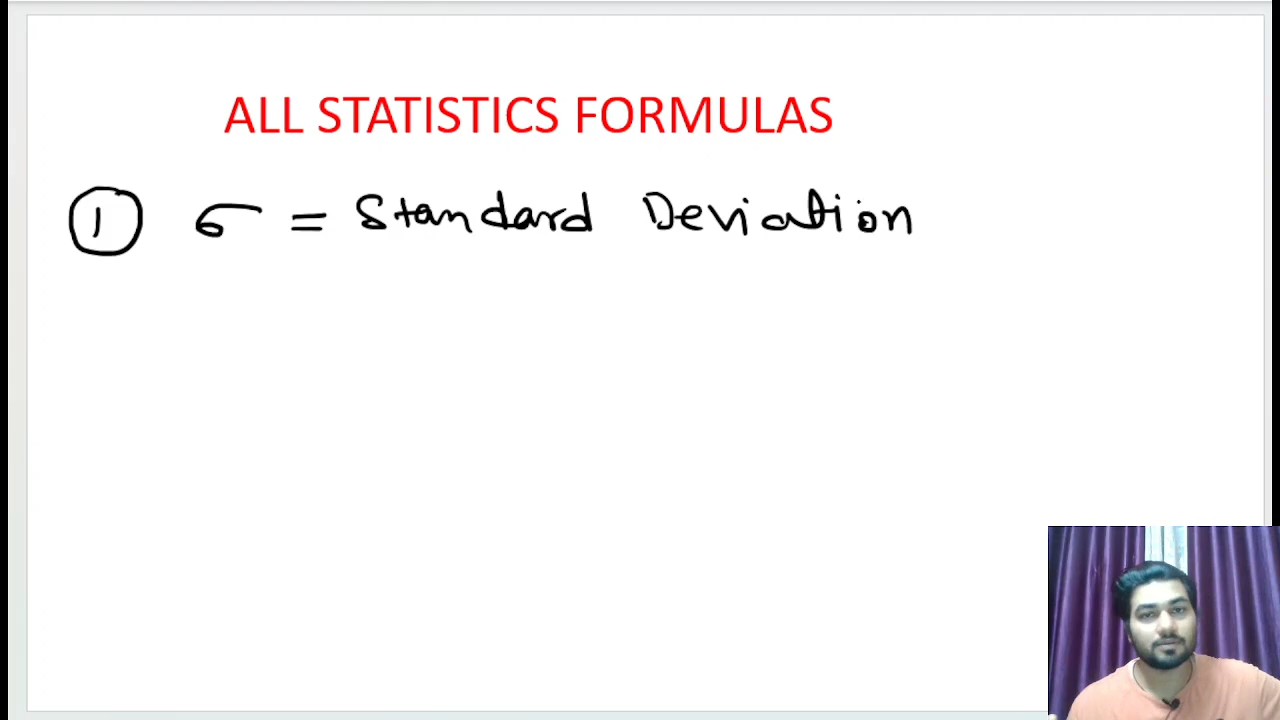 ALL STATISTICS FORMULAS
1 σ = Standard Deviation